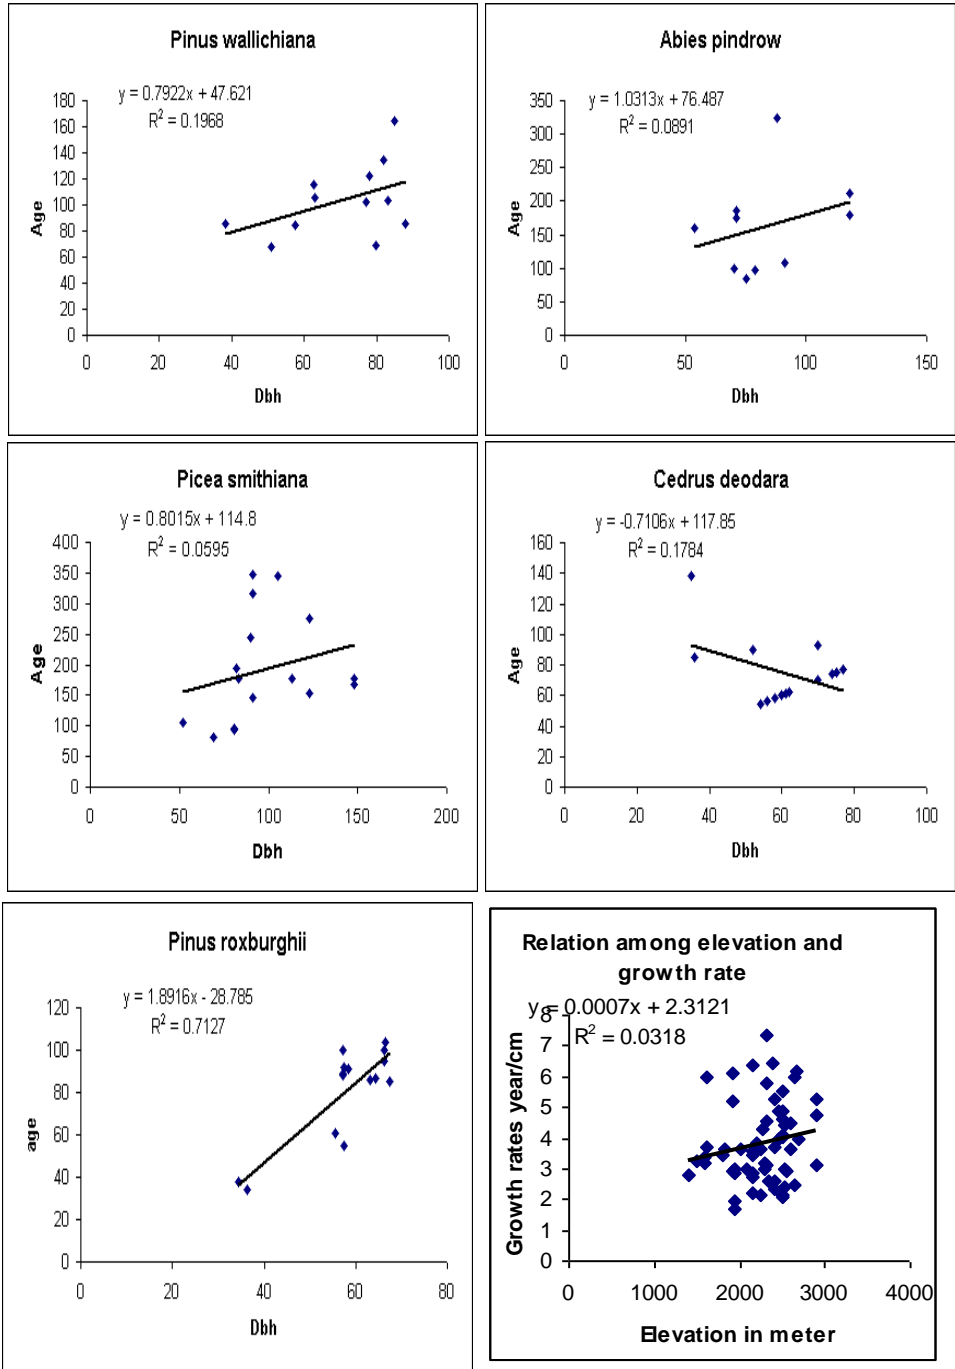 Pinus wallichiana
y = 0.7922x + 47.621
R² = 0.1968
180
160
140
120
100
80
60
40
20
0
Age
0 20 40 60 80 100
Dbh
Abies pindrow
y = 1.0313x + 76.487
R² = 0.0891
350
300
250
200
150
100
50
0
Age
0 50 100 150
Dbh
Picea smithiana
y = 0.8015x + 114.8
R² = 0.0595
400
350
300
250
200
150
100
50
0
Age
0 50 100 150 200
Dbh
Cedrus deodara
y = -0.7106x + 117.85
R² = 0.1784
160
140
120
100
80
60
40
20
0
Age
0 20 40 60 80 100
Dbh
Pinus roxburghii
y = 1.8916x - 28.785
R² = 0.7127
120
100
80
60
40
20
0
age
0 20 40 60 80
Dbh
Relation among elevation and
growth rate
y = 0.0007x + 2.3121
R² = 0.0318
8
7
6
5
4
3
2
1
0
Growth rates year/cm
0 1000 2000 3000 4000
Elevation in meter